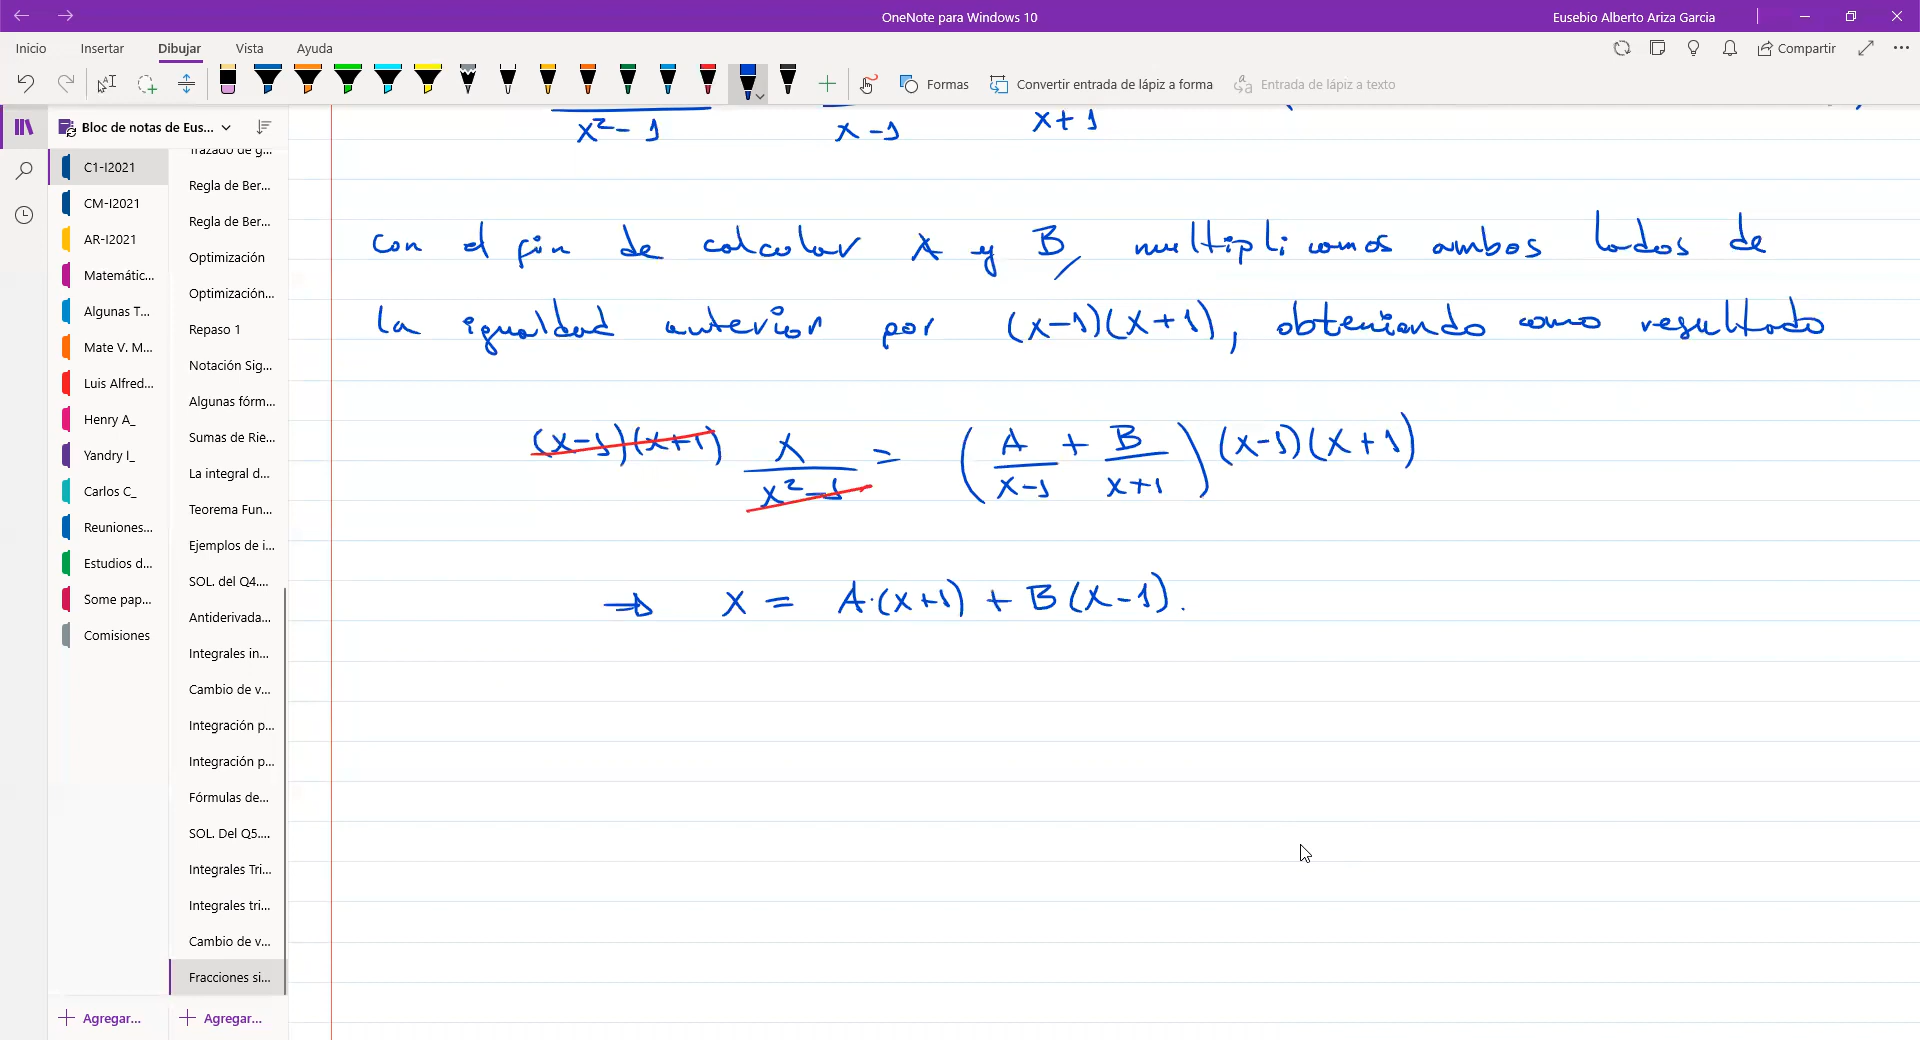 OneNote para Windows 10
Eusebio Alberto Ariza Garcia
Inicio Insertar Dibujar Vista Ayuda
Compartir
Formas
Convertir entrada de lápiz a forma
Entrada de lápiz a texto
Bloc de notas de Eus...
C1-I2021
CM-I2021
AR-I2021
Matemátic...
Algunas T...
Mate V. M...
Luis Alfred...
Henry A_
Yandry I_
Carlos C_
Reuniones...
Estudios d...
Some pap...
Comisiones
Agregar...
Trazado de g...
Regla de Ber...
Regla de Ber...
Optimización
Optimización...
Repaso 1
Notación Sig...
Algunas fórm...
Sumas de Rie...
La integral d...
Teorema Fun...
Ejemplos de i...
SOL. del Q4....
Antiderivada...
Integrales in...
Cambio de v...
Integración p...
Integración p...
Fórmulas de...
SOL. Del Q5....
Integrales Tri...
Integrales tri...
Cambio de v...
Fracciones si...
Agregar...
x² - 1 x - 1 x + 1
con el fin de calcular A y B, multiplicamos ambos lados de
la igualdad anterior por (x-1)(x+1), obteniendo como resultado
(x-1)(x+1) x/(x²-1) = (A/(x-1) + B/(x+1)) (x-1)(x+1)
⇒ x = A·(x+1) + B(x-1).